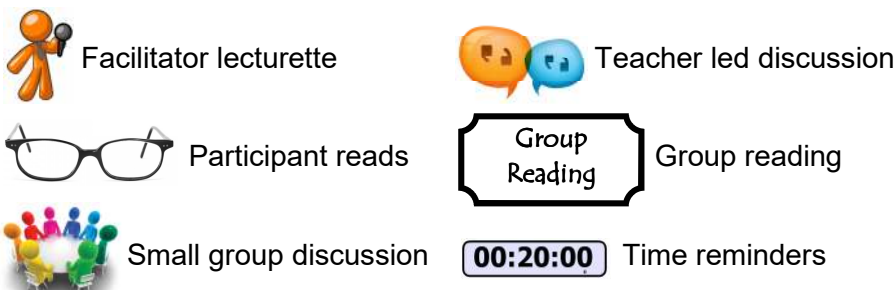 Facilitator lecturette
Teacher led discussion
Participant reads
Group
Reading
Group reading
Small group discussion
00:20:00
Time reminders